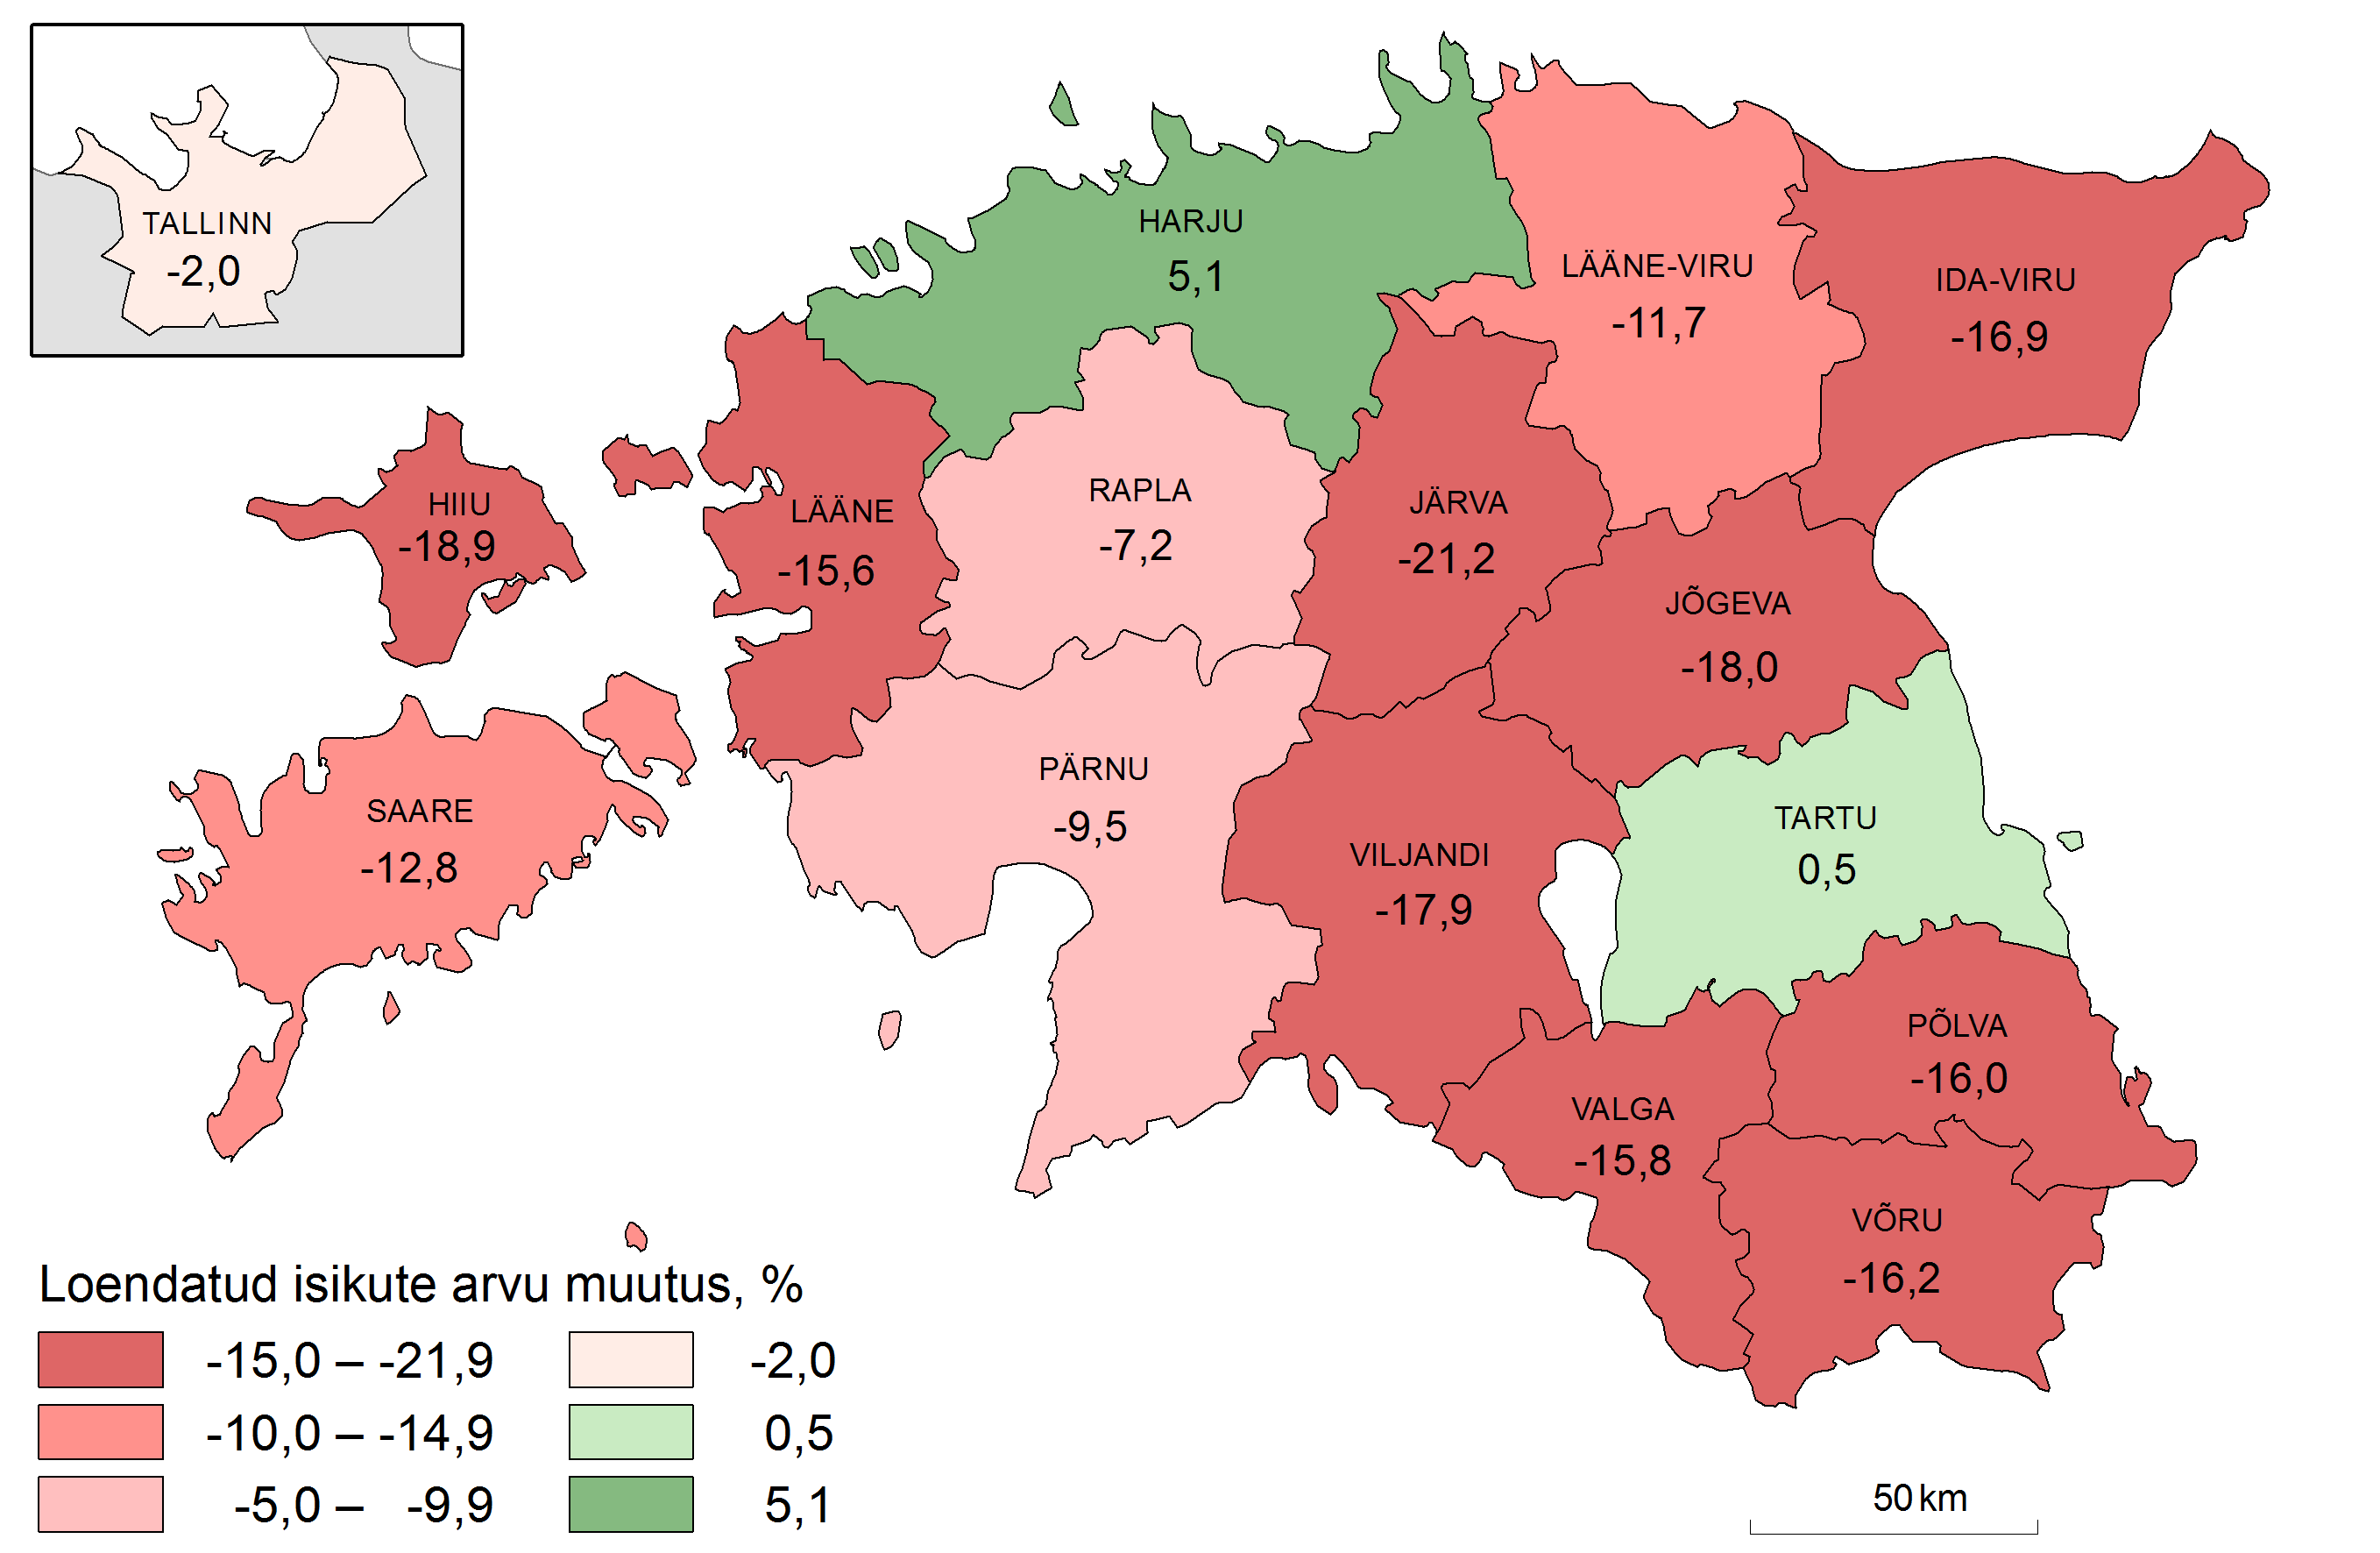 TALLINN
-2,0
HARJU
5,1
LÄÄNE-VIRU
-11,7
IDA-VIRU
-16,9
HIIU
-18,9
LÄÄNE
-15,6
RAPLA
-7,2
JÄRVA
-21,2
JÕGEVA
-18,0
SAARE
-12,8
PÄRNU
-9,5
VILJANDI
-17,9
TARTU
0,5
PÕLVA
-16,0
VALGA
-15,8
VÕRU
-16,2
Loendatud isikute arvu muutus, %
-15,0 – -21,9
-10,0 – -14,9
-5,0 – -9,9
-2,0
0,5
5,1
50 km